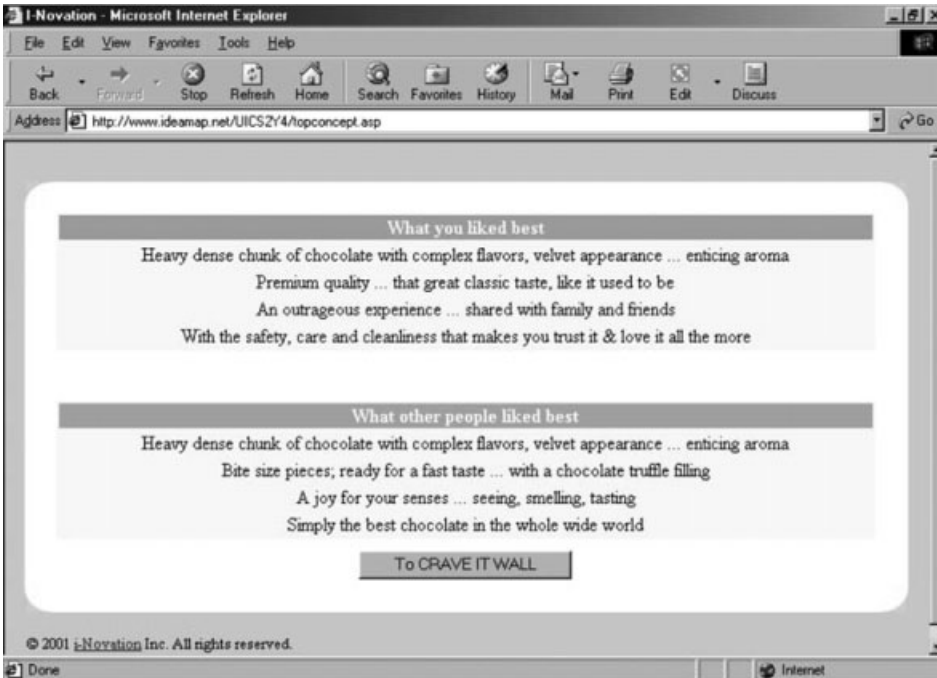 I-Novation - Microsoft Internet Explorer
File Edit View Favorites Tools Help
Back Forward Stop Refresh Home Search Favorites History Mail Print Edit Discuss
Address http://www.ideamap.net/UICS2Y4/topconcept.asp Go
What you liked best
Heavy dense chunk of chocolate with complex flavors, velvet appearance ... enticing aroma
Premium quality ... that great classic taste, like it used to be
An outrageous experience ... shared with family and friends
With the safety, care and cleanliness that makes you trust it & love it all the more
What other people liked best
Heavy dense chunk of chocolate with complex flavors, velvet appearance ... enticing aroma
Bite size pieces; ready for a fast taste ... with a chocolate truffle filling
A joy for your senses ... seeing, smelling, tasting
Simply the best chocolate in the whole wide world
To CRAVE IT WALL
© 2001 i-Novation Inc. All rights reserved.
Done Internet